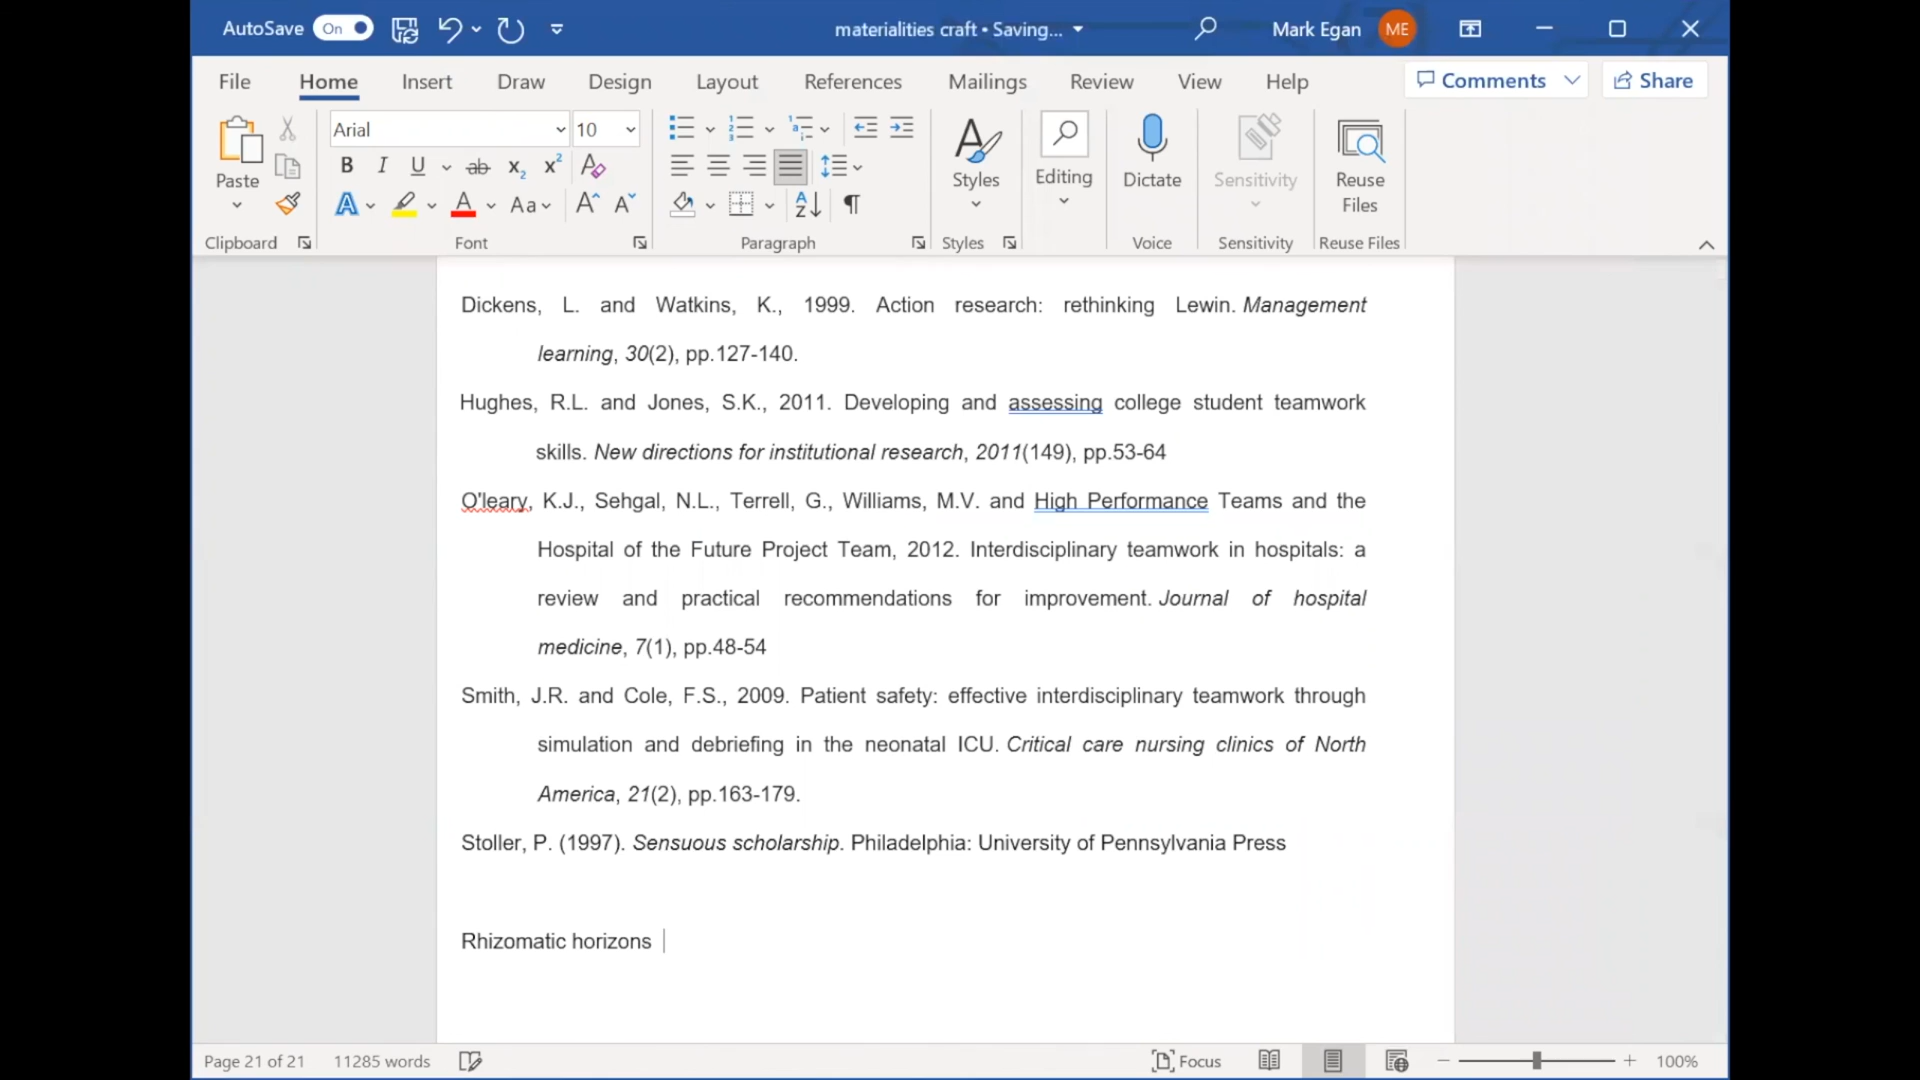 AutoSave On materialities craft • Saving... Mark Egan ME
File Home Insert Draw Design Layout References Mailings Review View Help Comments Share
Arial 10
Paste Styles Editing Dictate Sensitivity Reuse Files
Clipboard Font Paragraph Styles Voice Sensitivity Reuse Files
Dickens, L. and Watkins, K., 1999. Action research: rethinking Lewin. Management
learning, 30(2), pp.127-140.
Hughes, R.L. and Jones, S.K., 2011. Developing and assessing college student teamwork
skills. New directions for institutional research, 2011(149), pp.53-64
O'leary, K.J., Sehgal, N.L., Terrell, G., Williams, M.V. and High Performance Teams and the
Hospital of the Future Project Team, 2012. Interdisciplinary teamwork in hospitals: a
review and practical recommendations for improvement. Journal of hospital
medicine, 7(1), pp.48-54
Smith, J.R. and Cole, F.S., 2009. Patient safety: effective interdisciplinary teamwork through
simulation and debriefing in the neonatal ICU. Critical care nursing clinics of North
America, 21(2), pp.163-179.
Stoller, P. (1997). Sensuous scholarship. Philadelphia: University of Pennsylvania Press
Rhizomatic horizons
Page 21 of 21 11285 words Focus 100%